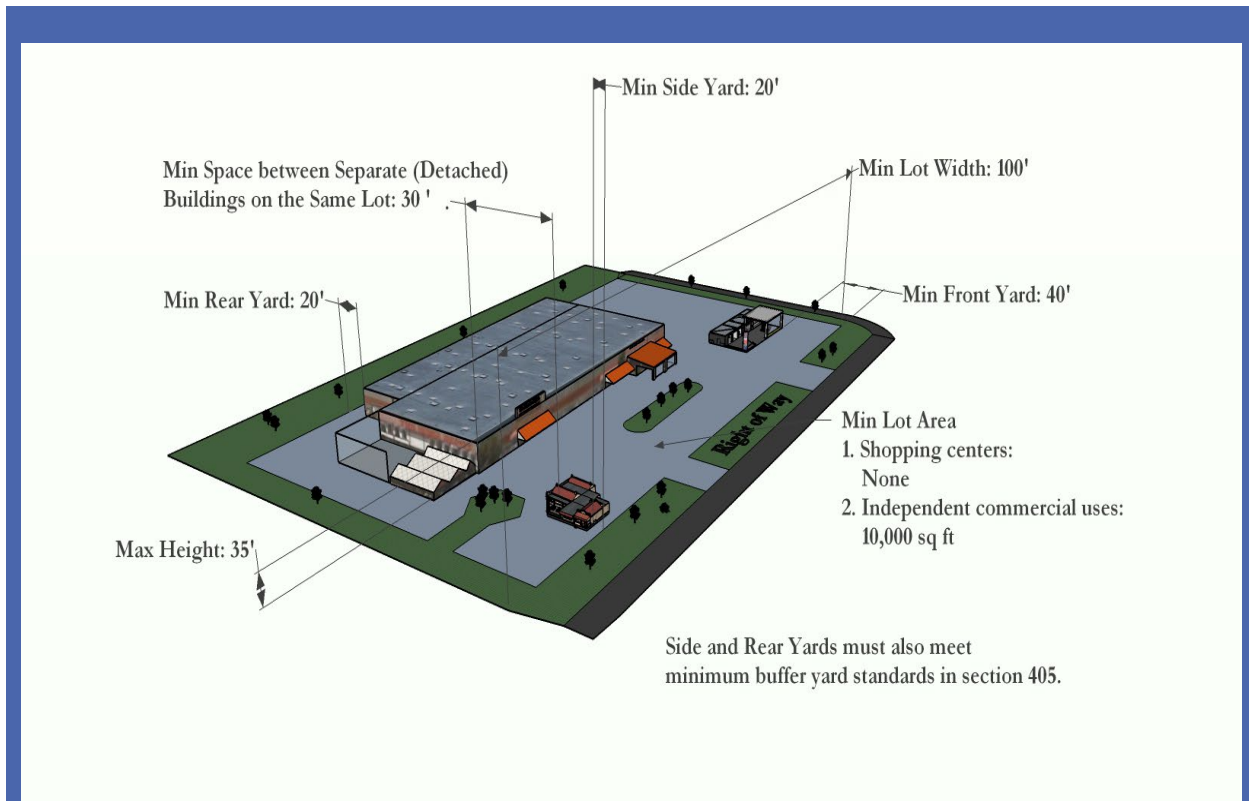 Min Side Yard: 20'
Min Space between Separate (Detached)
Buildings on the Same Lot: 30 '
Min Lot Width: 100'
Min Rear Yard: 20'
Min Front Yard: 40'
Right of Way
Min Lot Area
1. Shopping centers:
None
2. Independent commercial uses:
10,000 sq ft
Max Height: 35'
Side and Rear Yards must also meet
minimum buffer yard standards in section 405.